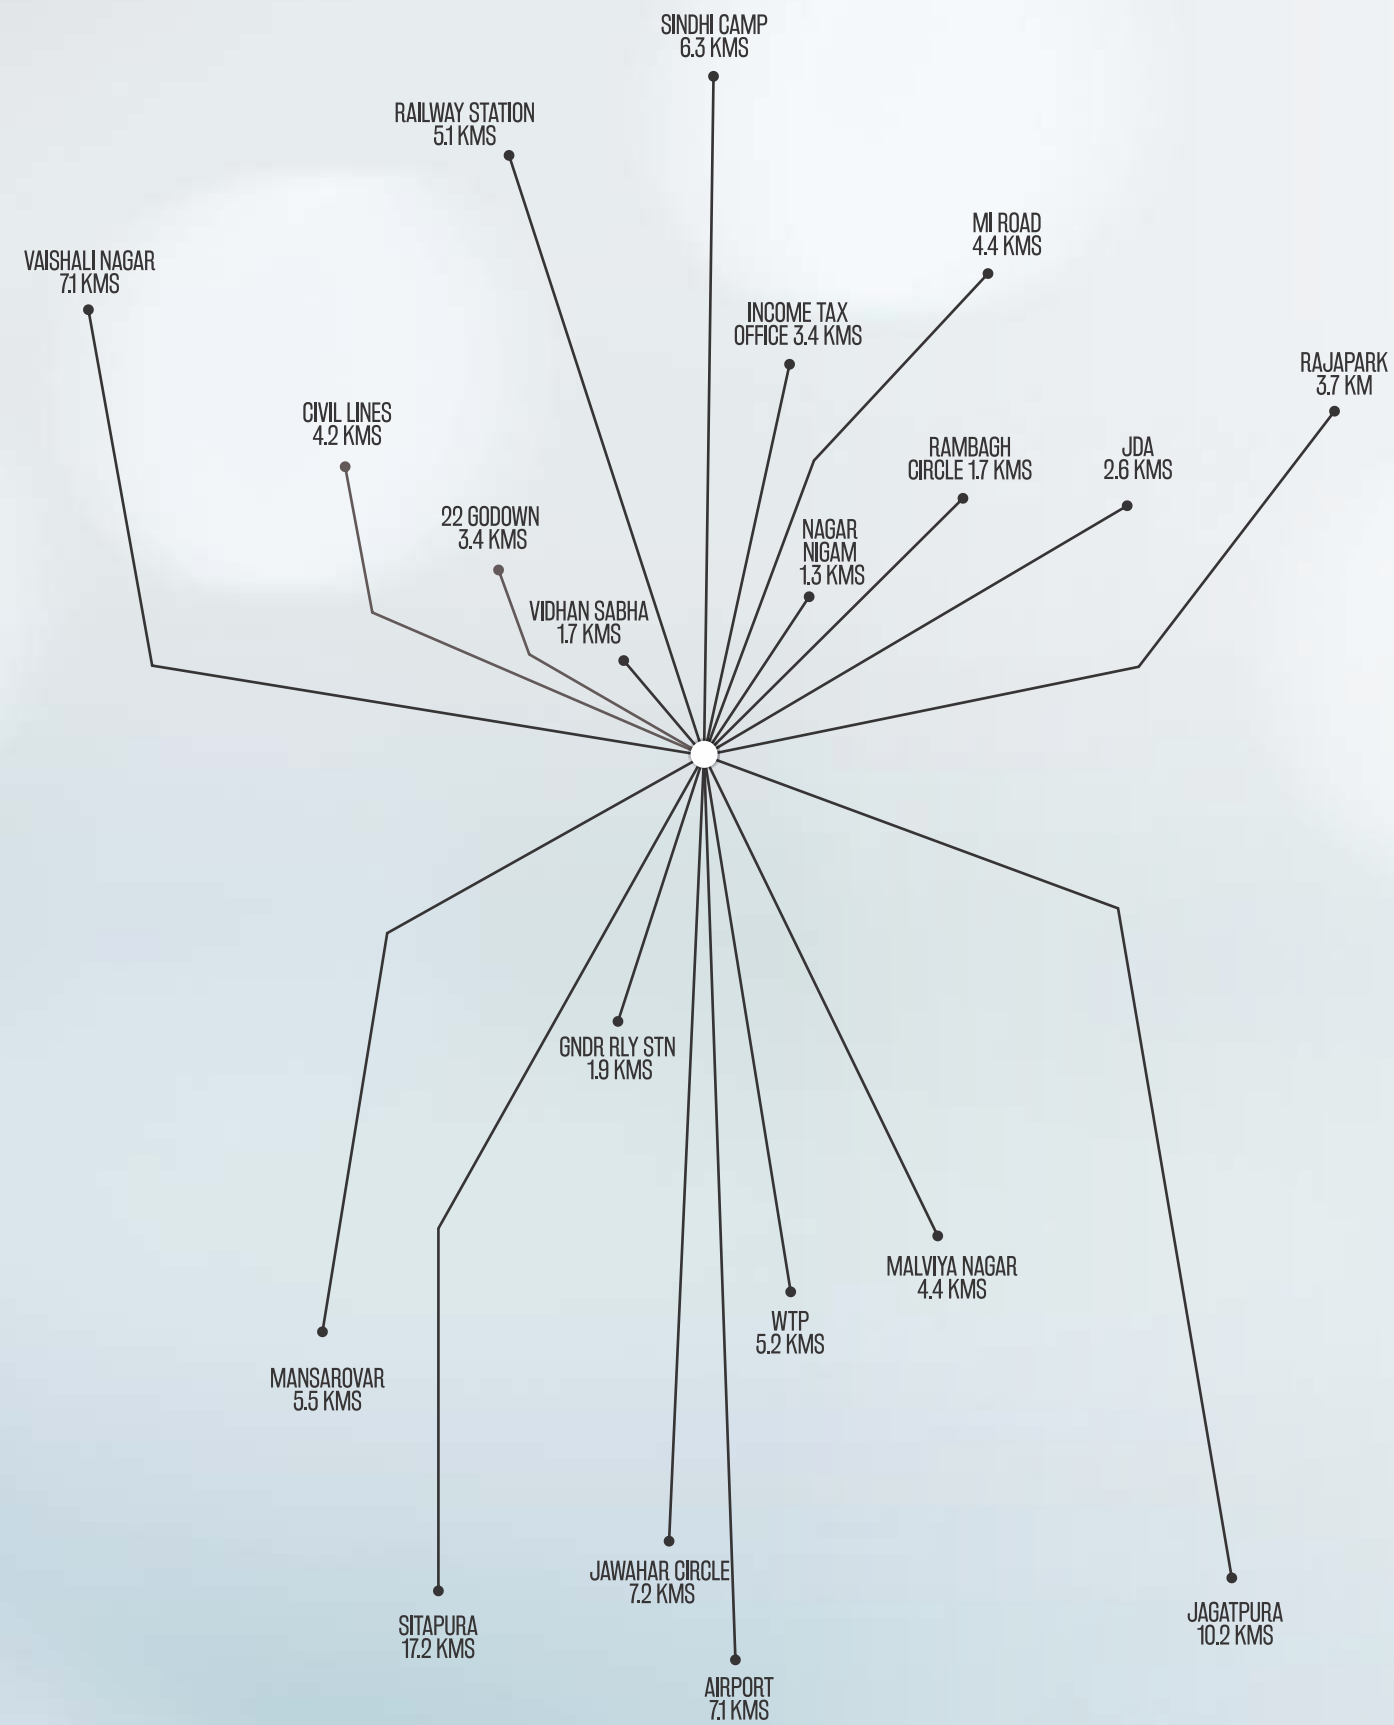 SINDHI CAMP
6.3 KMS
RAILWAY STATION
5.1 KMS
MI ROAD
4.4 KMS
VAISHALI NAGAR
7.1 KMS
INCOME TAX
OFFICE 3.4 KMS
RAJAPARK
3.7 KM
CIVIL LINES
4.2 KMS
RAMBAGH
CIRCLE 1.7 KMS
JDA
2.6 KMS
22 GODOWN
3.4 KMS
NAGAR
NIGAM
1.3 KMS
VIDHAN SABHA
1.7 KMS
GNDR RLY STN
1.9 KMS
MALVIYA NAGAR
4.4 KMS
WTP
5.2 KMS
MANSAROVAR
5.5 KMS
JAWAHAR CIRCLE
7.2 KMS
SITAPURA
17.2 KMS
JAGATPURA
10.2 KMS
AIRPORT
7.1 KMS